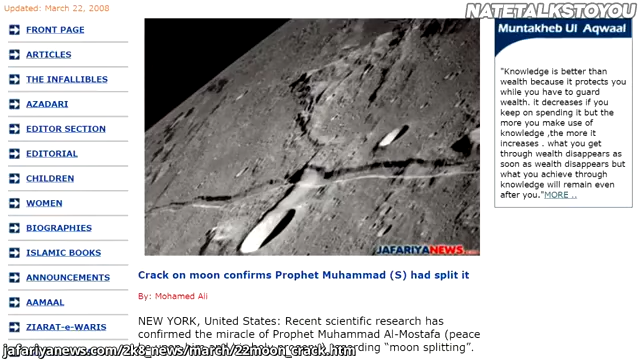 Updated: March 22, 2008
NATETALKSTOYOU
FRONT PAGE
ARTICLES
THE INFALLIBLES
AZADARI
EDITOR SECTION
EDITORIAL
CHILDREN
WOMEN
BIOGRAPHIES
ISLAMIC BOOKS
ANNOUNCEMENTS
AAMAAL
ZIARAT-e-WARIS
JAFARIYANEWS.com
Crack on moon confirms Prophet Muhammad (S) had split it
By: Mohamed Ali
NEW YORK, United States: Recent scientific research has
confirmed the miracle of Prophet Muhammad Al-Mostafa (peace
regarding “moon splitting”.
jafariyanews.com/2k8_news/march/22moon_crack.htm
Muntakheb Ul Aqwaal
"Knowledge is better than
wealth because it protects you
while you have to guard
wealth. it decreases if you
keep on spending it but the
more you make use of
knowledge ,the more it
increases . what you get
through wealth disappears as
soon as wealth disappears but
what you achieve through
knowledge will remain even
after you."MORE ..